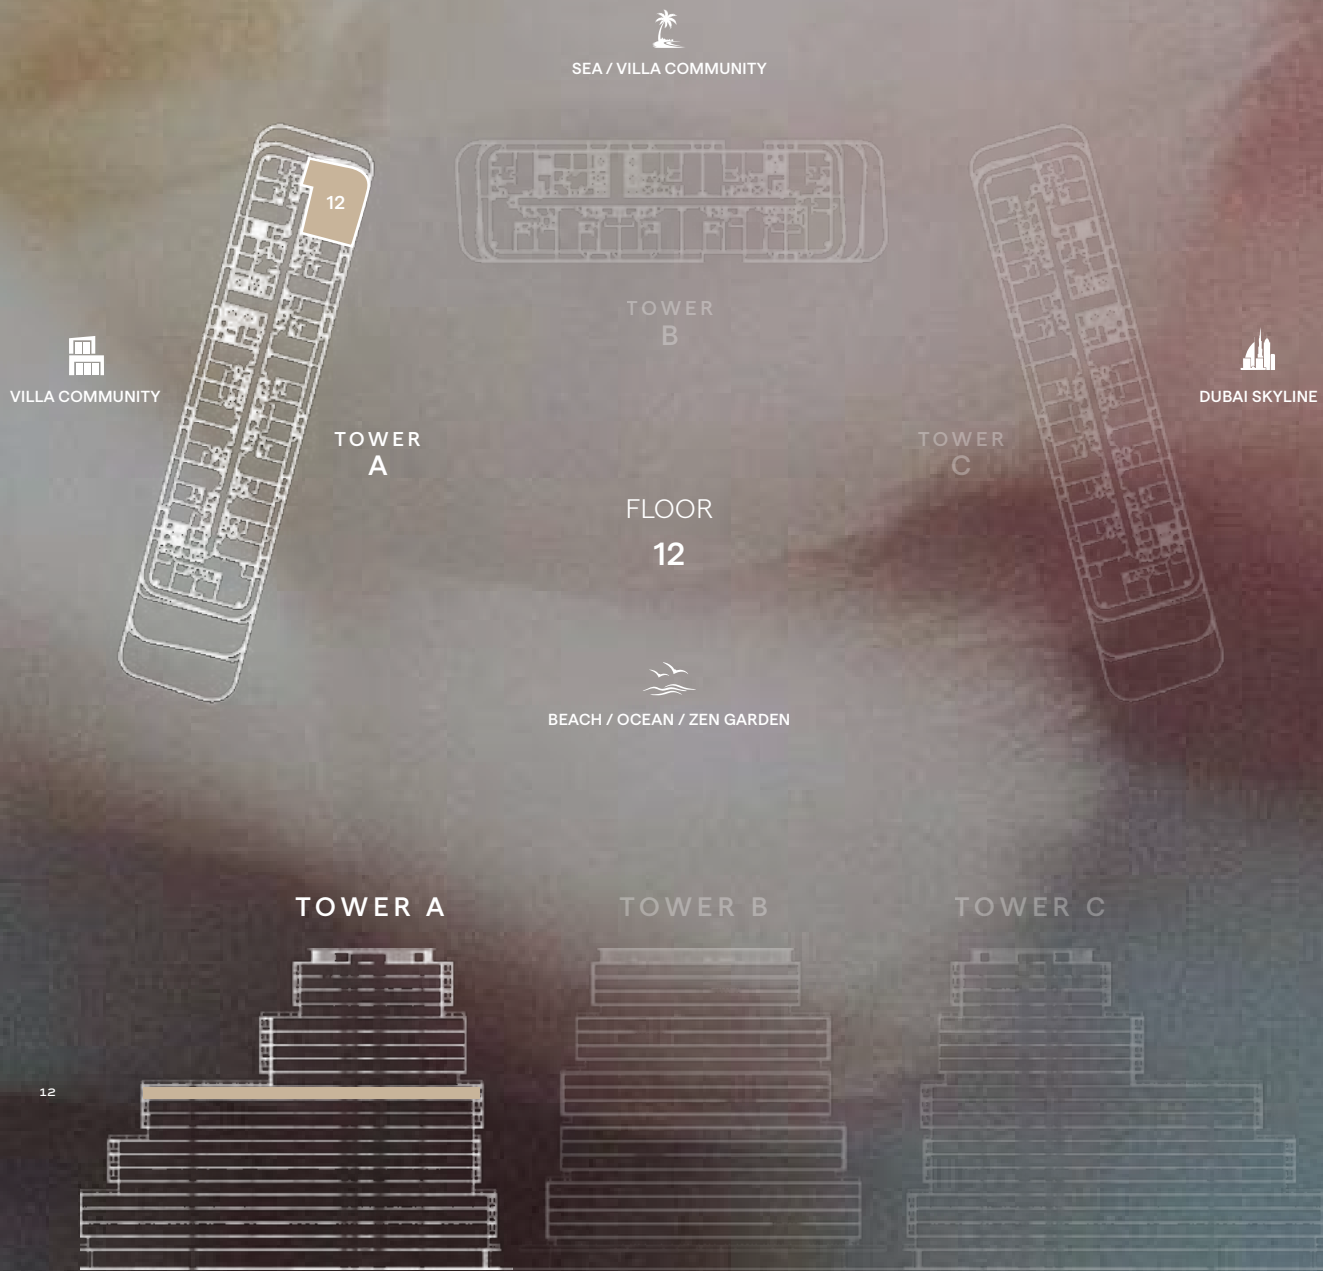 SEA / VILLA COMMUNITY
12
TOWER
B
VILLA COMMUNITY
DUBAI SKYLINE
TOWER
A
TOWER
C
FLOOR
12
BEACH / OCEAN / ZEN GARDEN
TOWER A
TOWER B
TOWER C
12